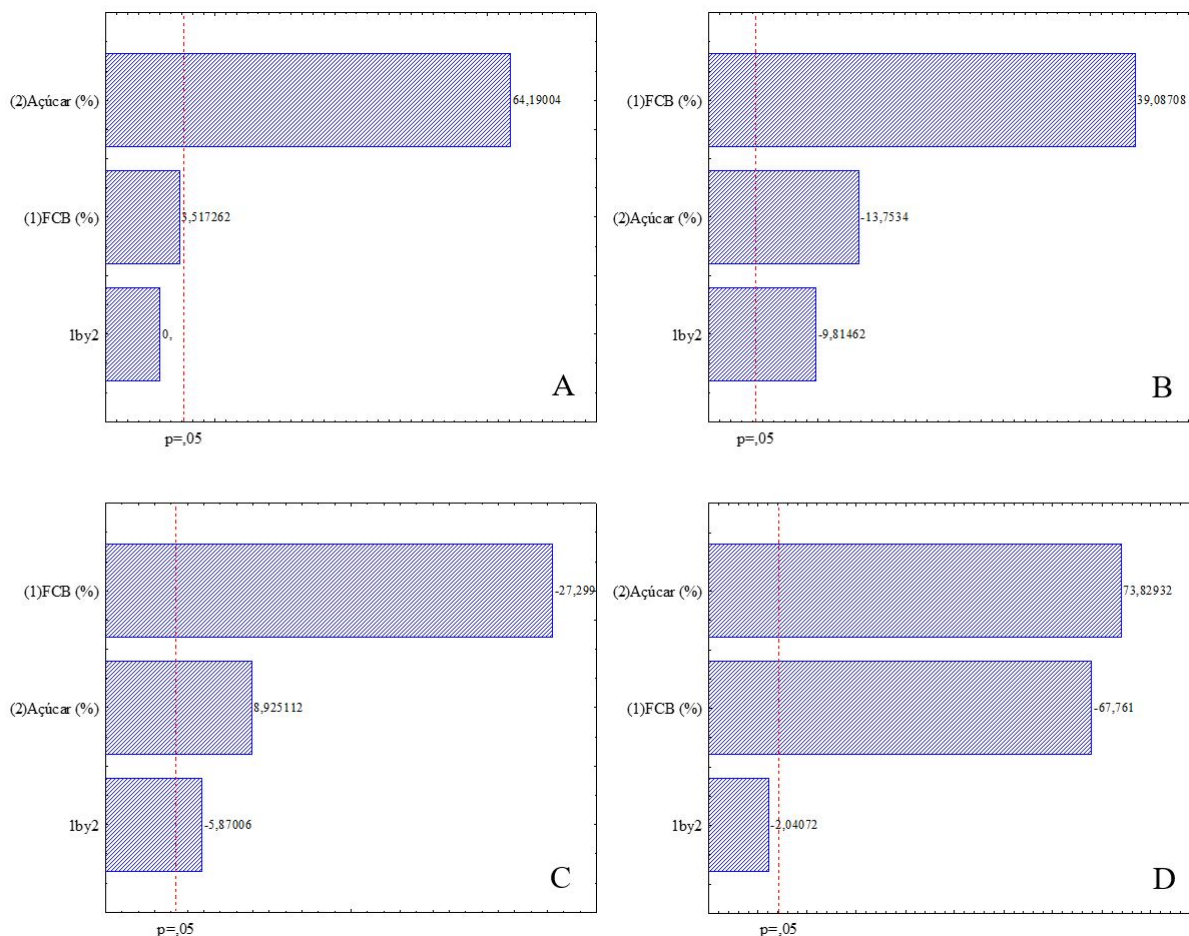 (2)Açúcar (%)
64,19004
(1)FCB (%)
3,517262
1by2
0,
A
p=,05
(1)FCB (%)
39,08708
(2)Açúcar (%)
-13,7534
1by2
-9,81462
B
p=,05
(1)FCB (%)
-27,299
(2)Açúcar (%)
8,925112
1by2
-5,87006
C
p=,05
(2)Açúcar (%)
73,82932
(1)FCB (%)
-67,761
1by2
-2,04072
D
p=,05